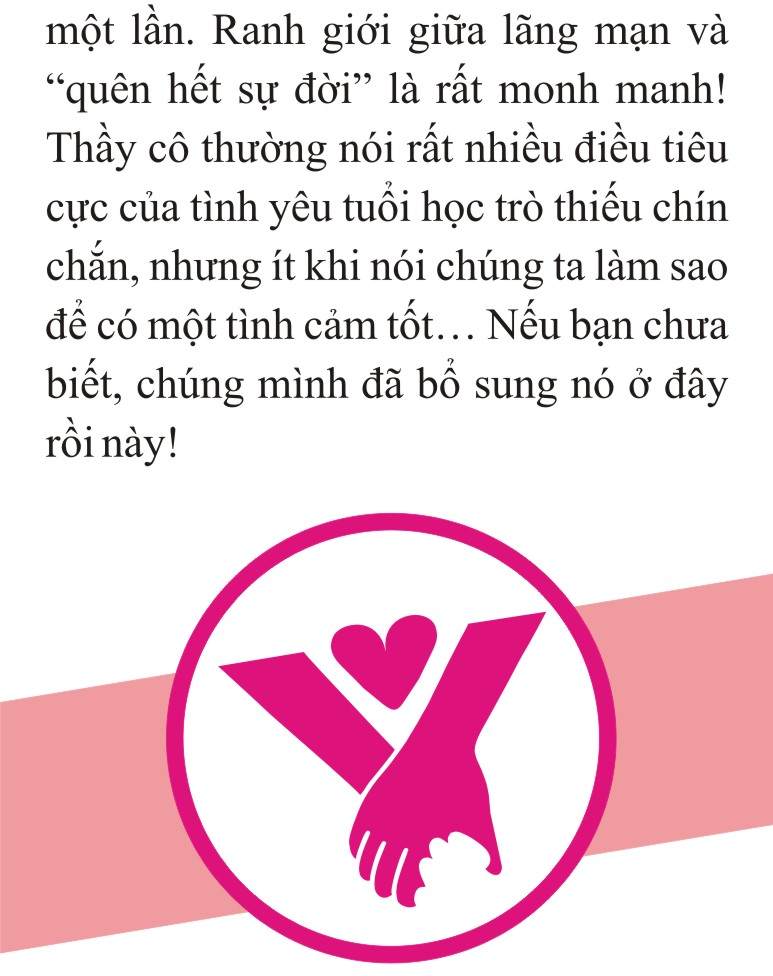 một lần. Ranh giới giữa lãng mạn và
“quên hết sự đời” là rất monh manh!
Thầy cô thường nói rất nhiều điều tiêu
cực của tình yêu tuổi học trò thiếu chín
chắn, nhưng ít khi nói chúng ta làm sao
để có một tình cảm tốt… Nếu bạn chưa
biết, chúng mình đã bổ sung nó ở đây
rồi này!